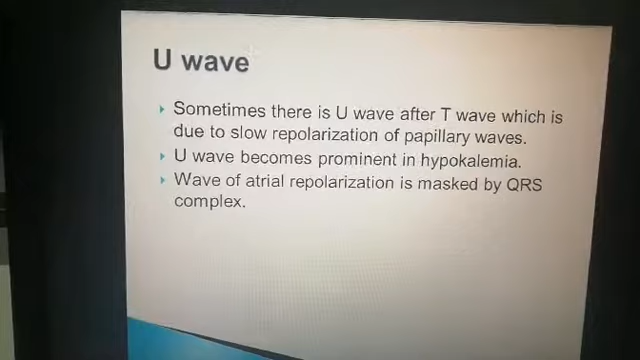 U wave
Sometimes there is U wave after T wave which is
due to slow repolarization of papillary waves.
U wave becomes prominent in hypokalemia.
Wave of atrial repolarization is masked by QRS
complex.